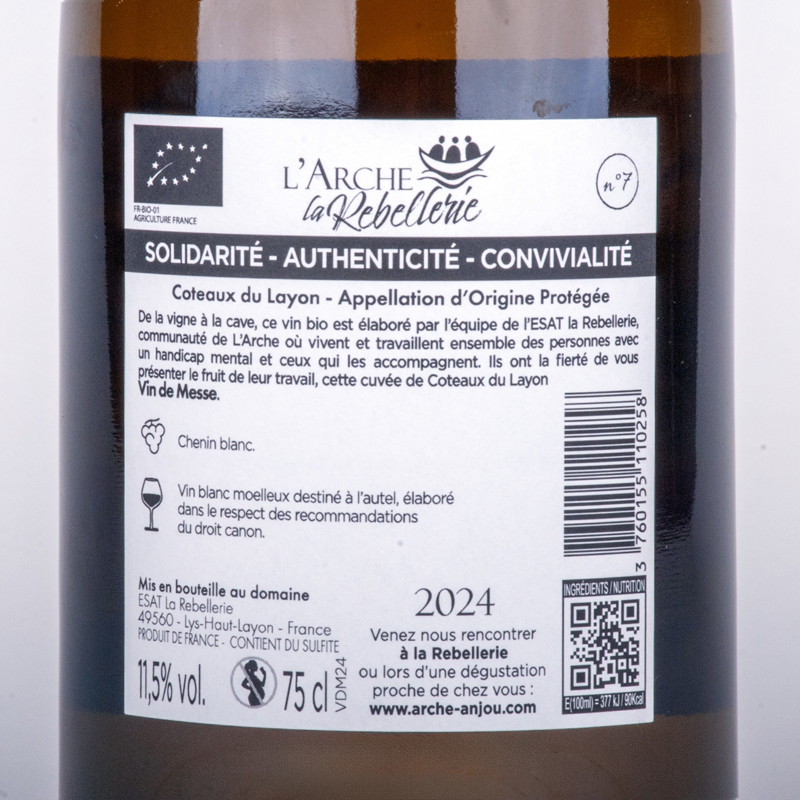 FR-BIO-01
AGRICULTURE FRANCE
L'ARCHE
la Rebellerie
n°7
SOLIDARITÉ - AUTHENTICITÉ - CONVIVIALITÉ
Coteaux du Layon - Appellation d'Origine Protégée
De la vigne à la cave, ce vin bio est élaboré par l'équipe de l'ESAT la Rebellerie,
communauté de L'Arche où vivent et travaillent ensemble des personnes avec
un handicap mental et ceux qui les accompagnent. Ils ont la fierté de vous
présenter le fruit de leur travail, cette cuvée de Coteaux du Layon
Vin de Messe.
Chenin blanc.
Vin blanc moelleux destiné à l'autel, élaboré
dans le respect des recommandations
du droit canon.
3 760155 110258
Mis en bouteille au domaine
ESAT La Rebellerie
49560 - Lys-Haut-Layon - France
PRODUIT DE FRANCE - CONTIENT DU SULFITE
11,5% vol.
75 cl
VDM24
2024
Venez nous rencontrer
à la Rebellerie
ou lors d'une dégustation
proche de chez vous :
www.arche-anjou.com
INGRÉDIENTS / NUTRITION
E(100ml) = 377 kJ / 90Kcal